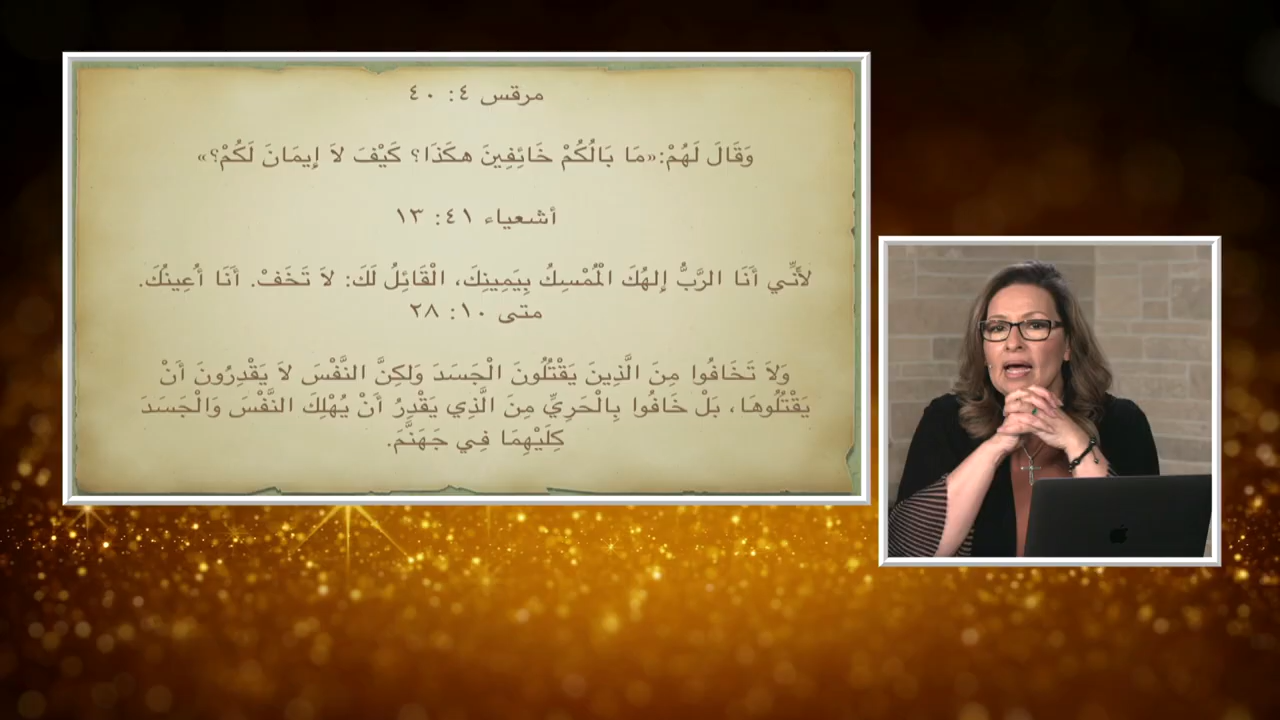 مرقس ٤: ٤٠
وَقَالَ لَهُمْ:«مَا بَالُكُمْ خَائِفِينَ هكَذَا؟ كَيْفَ لاَ إِيمَانَ لَكُمْ؟»
أشعياء ٤١: ١٣
لأَنِّي أَنَا الرَّبُّ إِلهُكَ الْمُمْسِكُ بِيَمِينِكَ، الْقَائِلُ لَكَ: لاَ تَخَفْ. أَنَا أُعِينُكَ.
متى ١٠: ٢٨
وَلاَ تَخَافُوا مِنَ الَّذِينَ يَقْتُلُونَ الْجَسَدَ وَلكِنَّ النَّفْسَ لاَ يَقْدِرُونَ أَنْ
يَقْتُلُوهَا، بَلْ خَافُوا بِالْحَرِيِّ مِنَ الَّذِي يَقْدِرُ أَنْ يُهْلِكَ النَّفْسَ وَالْجَسَدَ
كِلَيْهِمَا فِي جَهَنَّمَ.